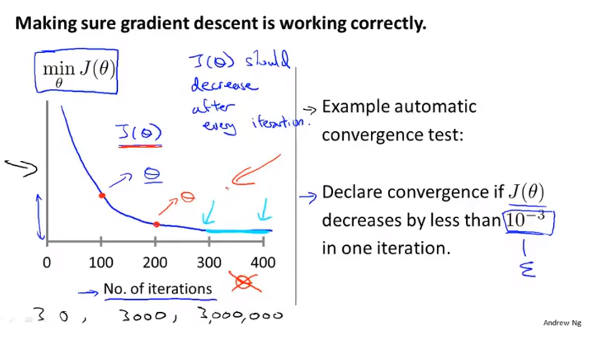 Making sure gradient descent is working correctly.
min J(θ)
θ
J(θ) should
decrease
after
every iteration.
J(θ)
θ
θ
0 100 200 300 400
No. of iterations
30, 3000, 3,000,000
Example automatic
convergence test:
Declare convergence if J(θ)
decreases by less than 10⁻³
in one iteration.
ε
Andrew Ng